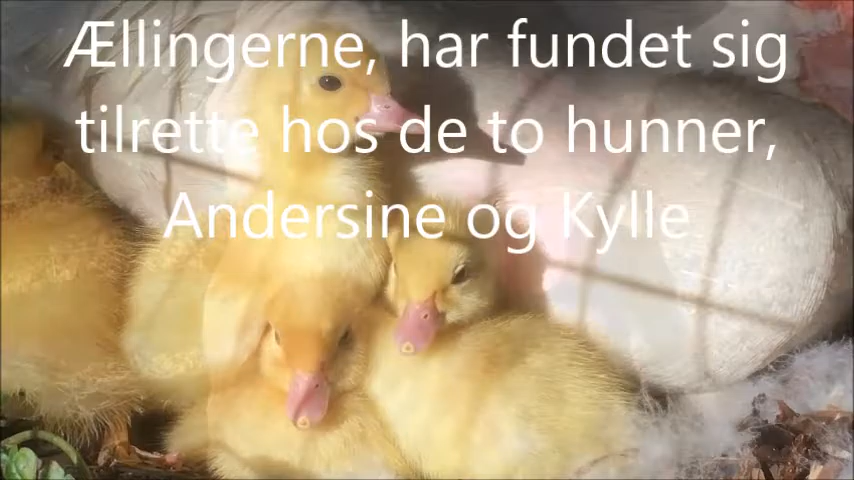 Ællingerne, har fundet sig
tilrette hos de to hunner,
Andersine og Kylle